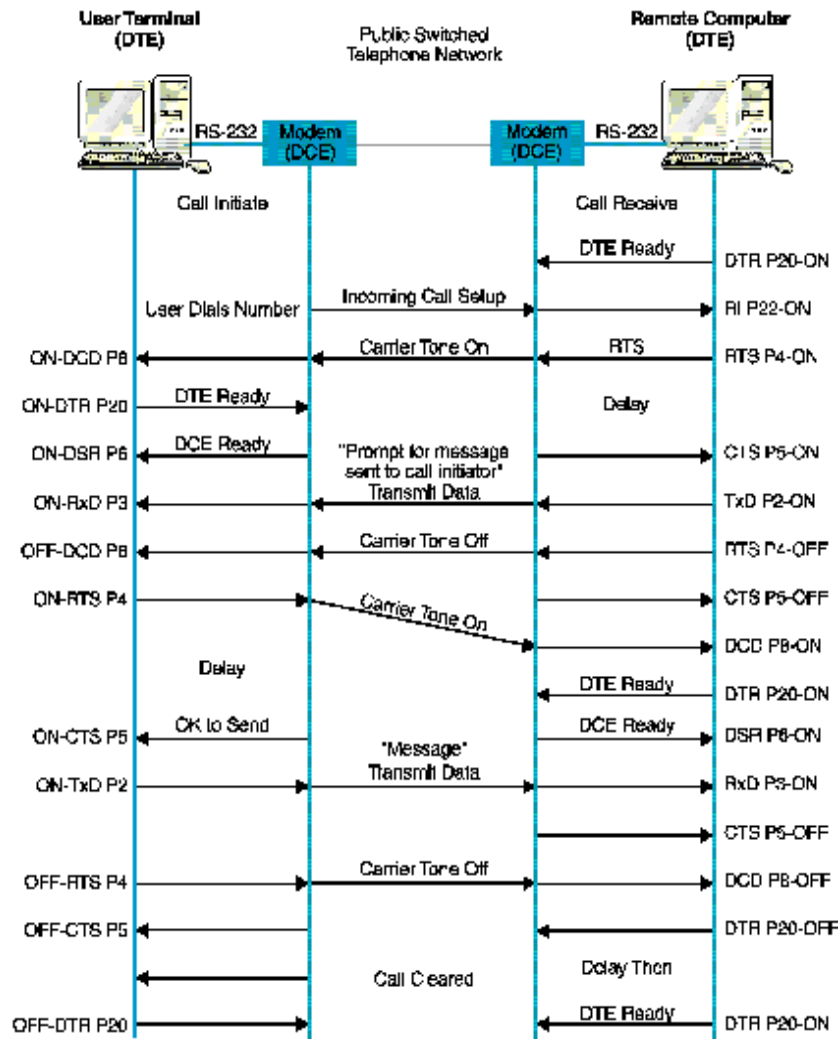 User Terminal
(DTE)
Public Switched
Telephone Network
Remote Computer
(DTE)
RS-232
Modem
(DCE)
Modem
(DCE)
RS-232
Call Initiate
Call Receive
DTE Ready
DTR P20-ON
User Dials Number
Incoming Call Setup
RI P22-ON
ON-DCD P8
Carrier Tone On
RTS
RTS P4-ON
ON-DTR P20
DTE Ready
Delay
ON-DSR P6
DCE Ready
"Prompt for message
sent to call initiator"
Transmit Data
CTS P5-ON
ON-RxD P3
TxD P2-ON
OFF-DCD P8
Carrier Tone Off
RTS P4-OFF
ON-RTS P4
Carrier Tone On
CTS P5-OFF
DCD P8-ON
Delay
DTE Ready
DTR P20-ON
ON-CTS P5
OK to Send
DCE Ready
DSR P6-ON
"Message"
Transmit Data
ON-TxD P2
RxD P3-ON
CTS P5-OFF
OFF-RTS P4
Carrier Tone Off
DCD P8-OFF
OFF-CTS P5
DTR P20-OFF
Call Cleared
Delay Then
OFF-DTR P20
DTE Ready
DTR P20-ON